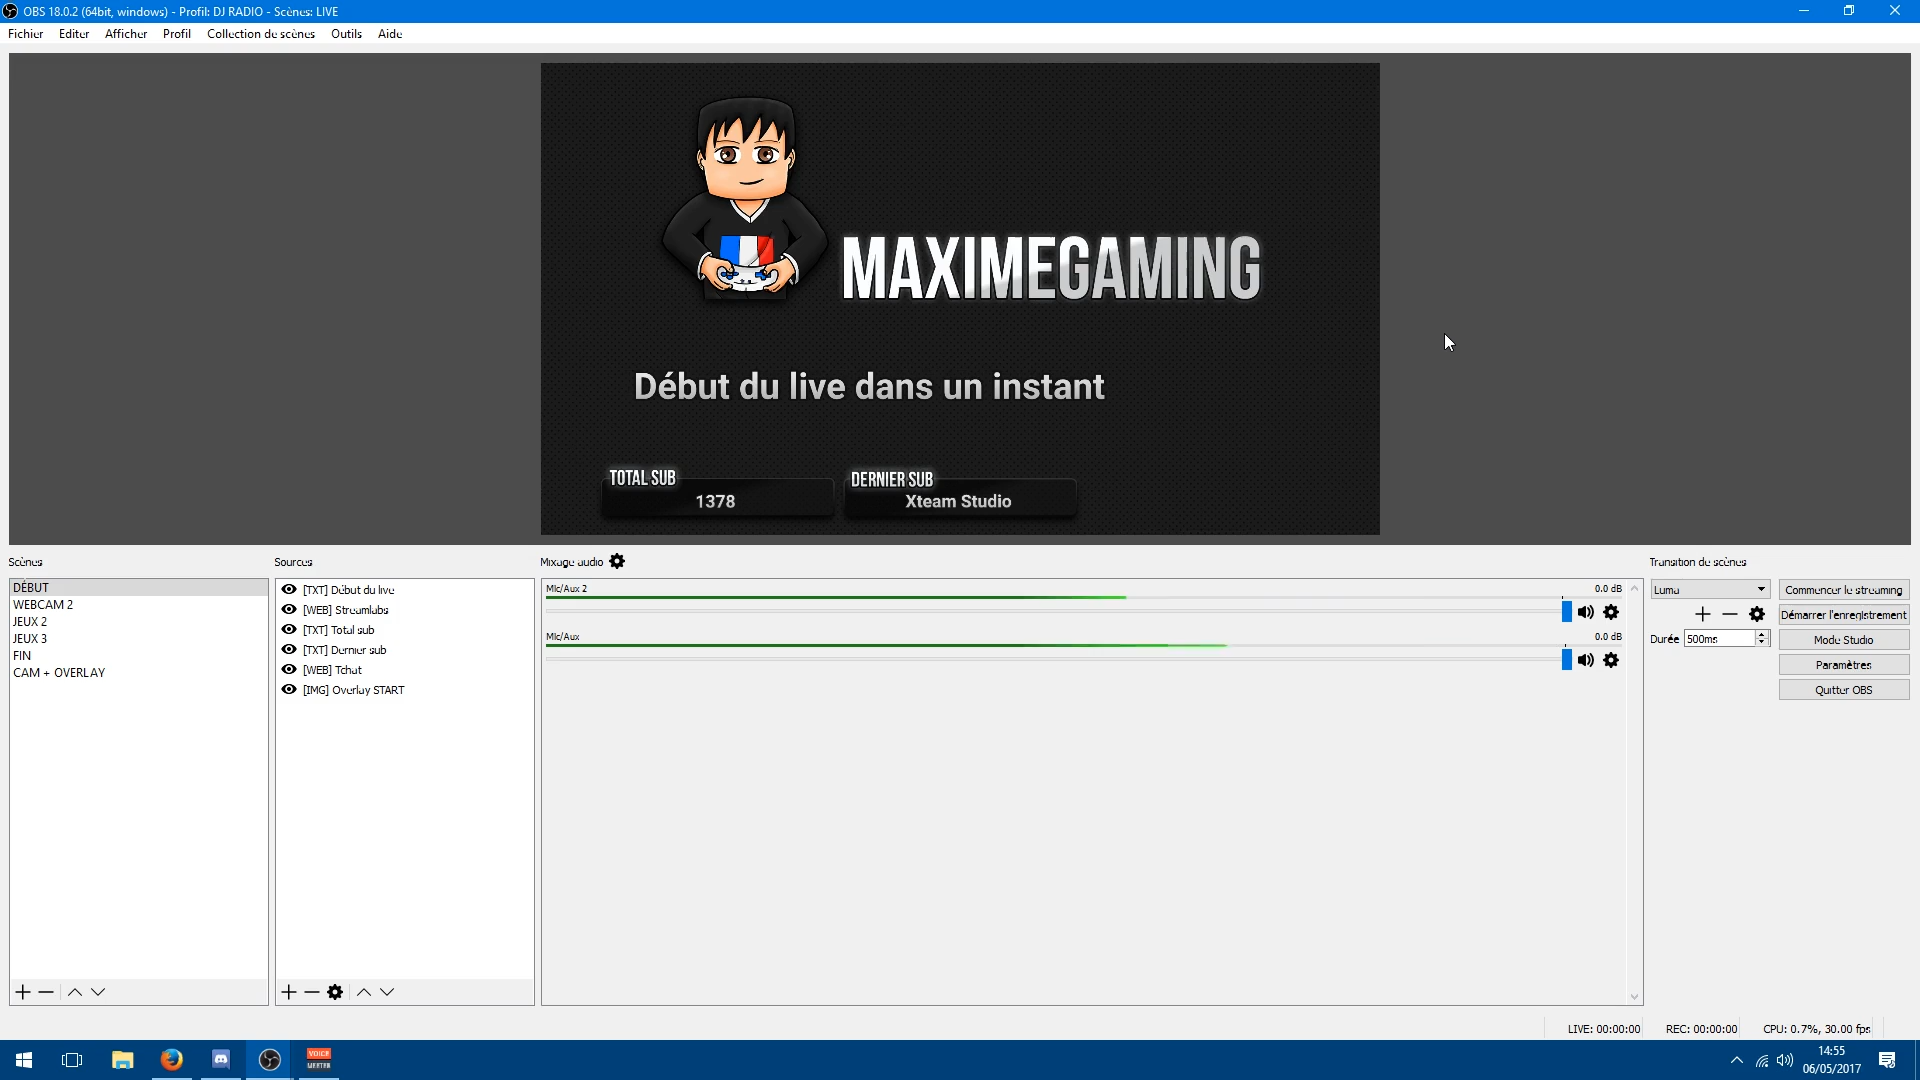 OBS 18.0.2 (64bit, windows) - Profil: DJ RADIO - Scènes: LIVE
Fichier Editer Afficher Profil Collection de scènes Outils Aide
MAXIMEGAMING
Début du live dans un instant
TOTAL SUB
1378
DERNIER SUB
Xteam Studio
Scènes
DÉBUT
WEBCAM 2
JEUX 2
JEUX 3
FIN
CAM + OVERLAY
Sources
[TXT] Début du live
[WEB] Streamlabs
[TXT] Total sub
[TXT] Dernier sub
[WEB] Tchat
[IMG] Overlay START
Mixage audio
Mic/Aux 2 0.0 dB
Mic/Aux 0.0 dB
Transition de scènes
Luma
Durée 500ms
Commencer le streaming
Démarrer l'enregistrement
Mode Studio
Paramètres
Quitter OBS
LIVE: 00:00:00 REC: 00:00:00 CPU: 0.7%, 30.00 fps
VOICE
MEETER
14:55
06/05/2017